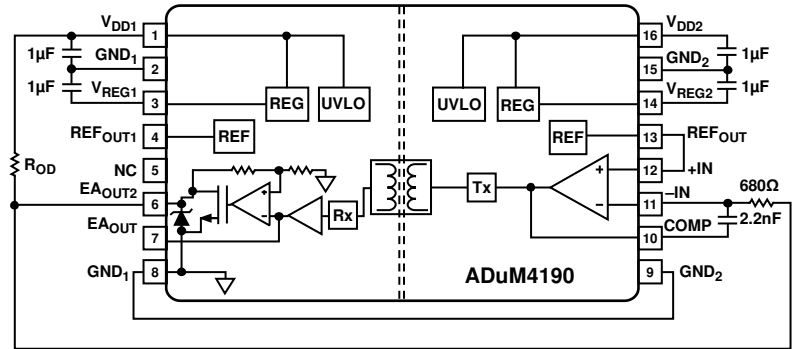 VDD1
1
1µF
GND1
2
1µF
VREG1
3
REG
UVLO
REFOUT1
4
REF
ROD
NC
5
EAOUT2
6
+
−
EAOUT
7
Rx
GND1
8
VDD2
16
1µF
GND2
15
UVLO
REG
1µF
VREG2
14
REF
13
REFOUT
Tx
+
12
+IN
−
11
−IN
680Ω
2.2nF
10
COMP
ADuM4190
9
GND2